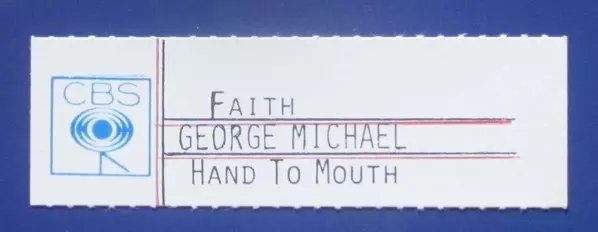 CBS
FAITH
GEORGE MICHAEL
HAND TO MOUTH